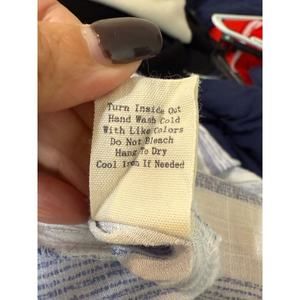 Turn Inside Out
Hand Wash Cold
With Like Colors
Do Not Bleach
Hang To Dry
Cool Iron If Needed